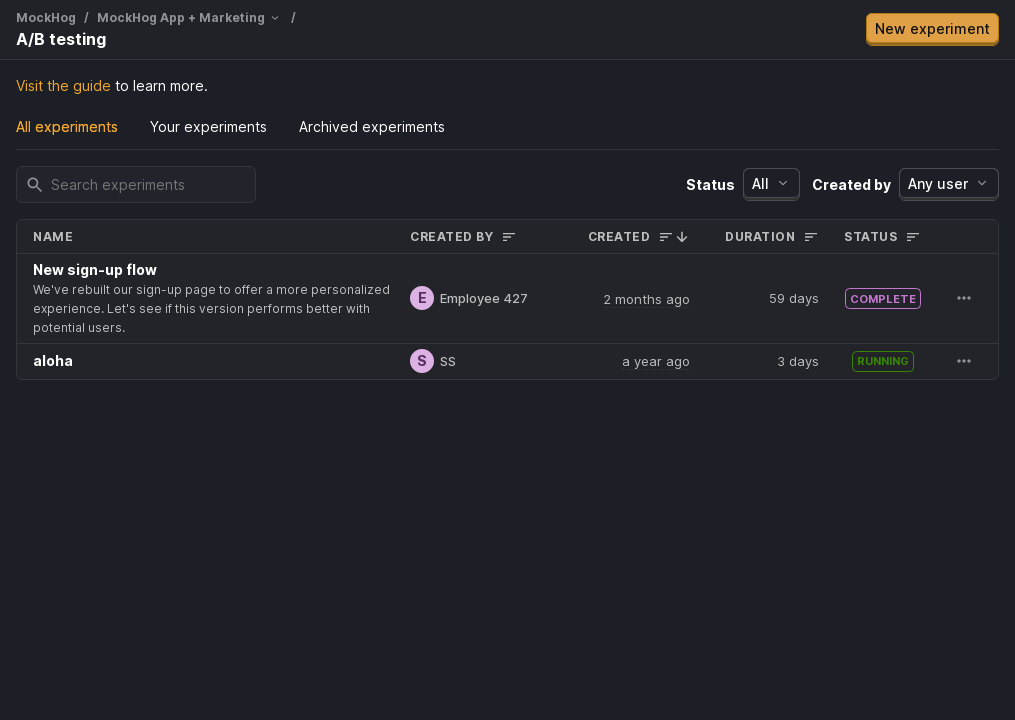 MockHog / MockHog App + Marketing /
A/B testing
New experiment
Visit the guide to learn more.
All experiments Your experiments Archived experiments
Search experiments Status All Created by Any user
NAME CREATED BY CREATED DURATION STATUS
New sign-up flow
We've rebuilt our sign-up page to offer a more personalized
experience. Let's see if this version performs better with
potential users.
E Employee 427 2 months ago 59 days COMPLETE
aloha S SS a year ago 3 days RUNNING